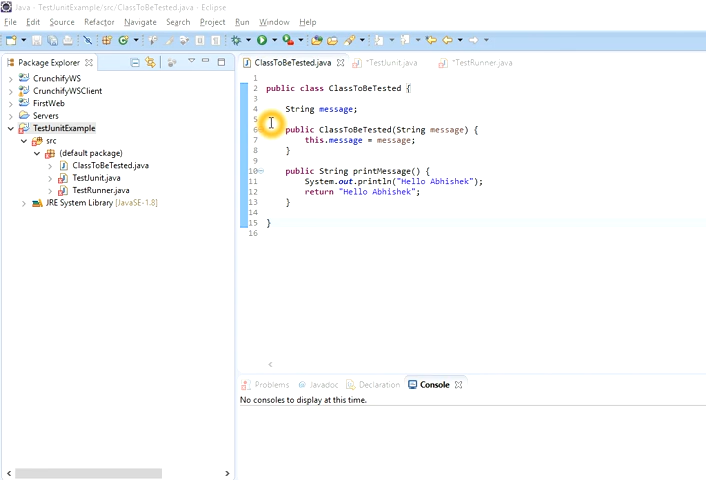 Java - TestJunitExample/src/ClassToBeTested.java - Eclipse
File Edit Source Refactor Navigate Search Project Run Window Help
Package Explorer
CrunchifyWS
CrunchifyWSClient
FirstWeb
Servers
TestJunitExample
src
(default package)
ClassToBeTested.java
TestJunit.java
TestRunner.java
JRE System Library [JavaSE-1.8]
ClassToBeTested.java *TestJunit.java *TestRunner.java
1
2 public class ClassToBeTested {
3
4 String message;
5
6 public ClassToBeTested(String message) {
7 this.message = message;
8 }
9
10 public String printMessage() {
11 System.out.println("Hello Abhishek");
12 return "Hello Abhishek";
13 }
14
15 }
16
Problems @ Javadoc Declaration Console
No consoles to display at this time.